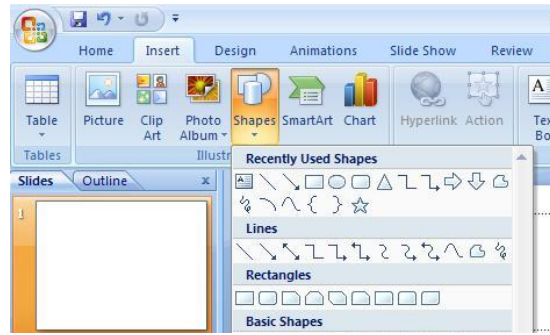 Home Insert Design Animations Slide Show Review
Table Picture Clip Art Photo Album Shapes SmartArt Chart Hyperlink Action
Tables
Slides Outline x
1
Recently Used Shapes
Lines
Rectangles
Basic Shapes